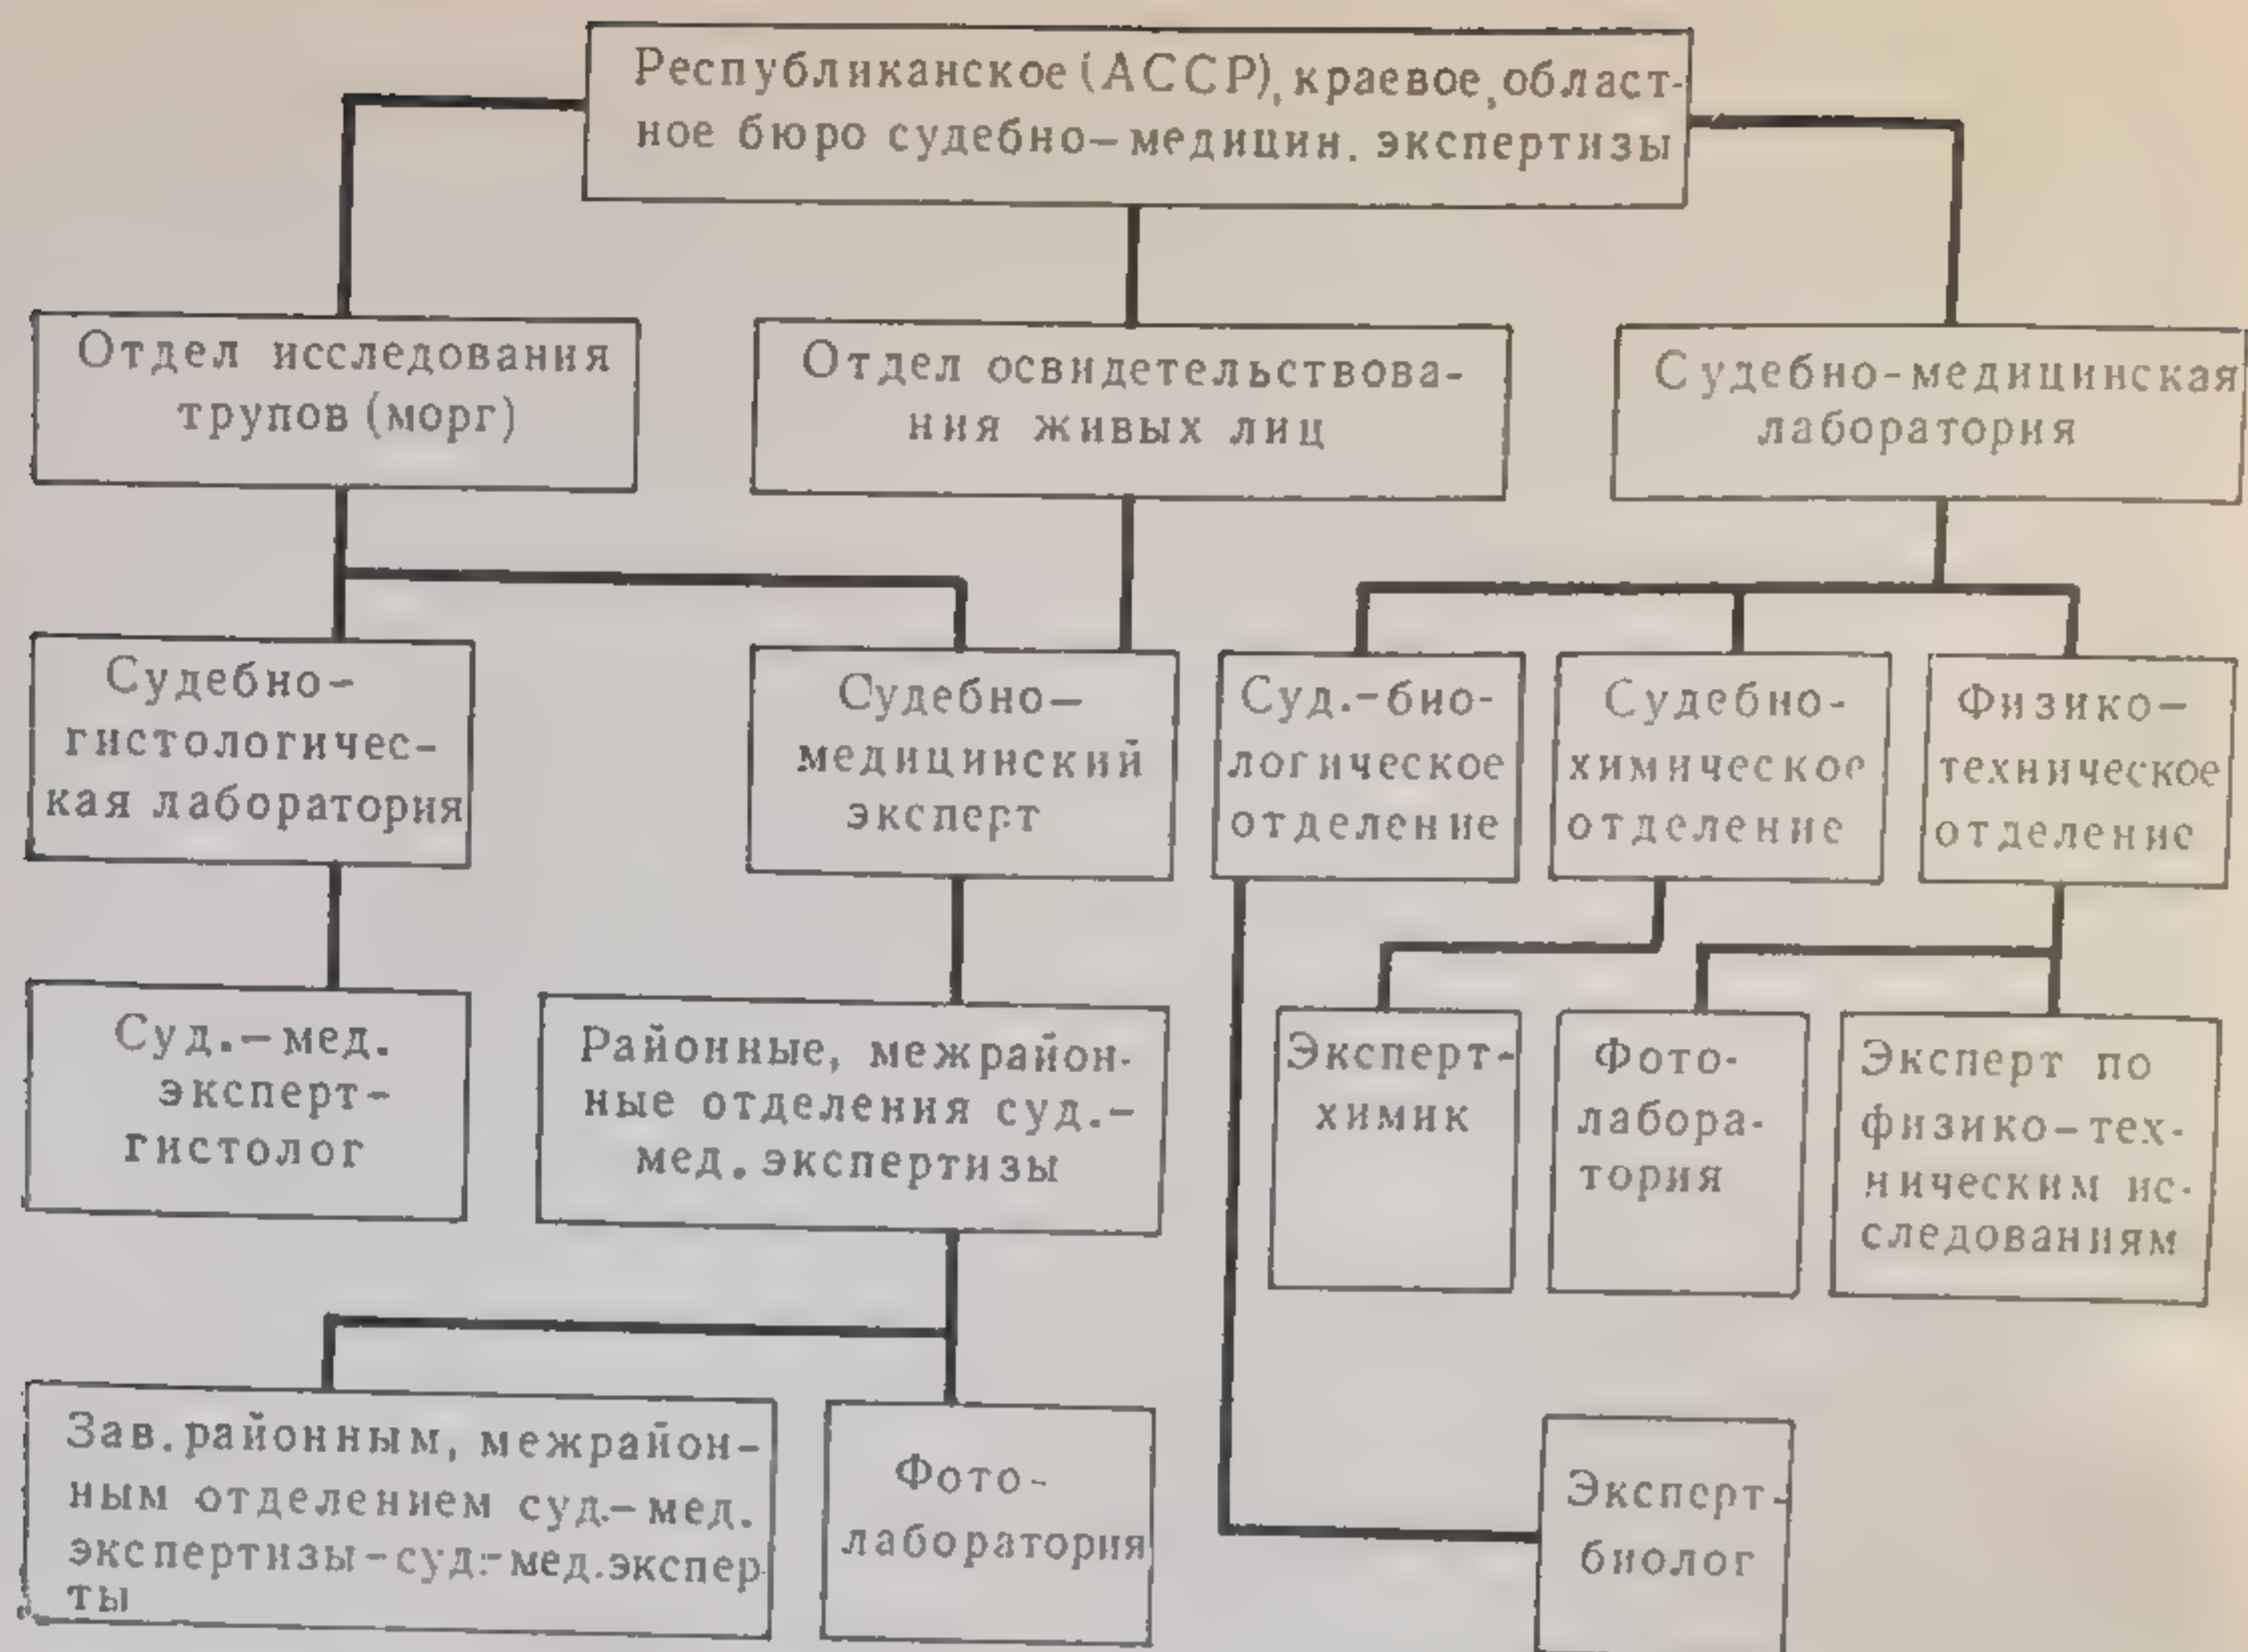 Республиканское (АССР), краевое, област-
ное бюро судебно-медицин. экспертизы
Отдел исследования
трупов (морг)
Отдел освидетельствова-
ния живых лиц
Судебно-медицинская
лаборатория
Судебно-
гистологичес-
кая лаборатория
Судебно-
медицинский
эксперт
Суд.-био-
логическое
отделение
Судебно-
химическое
отделение
Физико-
техническое
отделение
Суд.-мед.
эксперт-
гистолог
Районные, межрайон-
ные отделения суд.-
мед. экспертизы
Эксперт-
химик
Фото-
лабора-
тория
Эксперт по
физико-тех-
ническим ис-
следованиям
Зав. районным, межрайон-
ным отделением суд.-мед.
экспертизы-суд.-мед. экспер-
ты
Фото-
лаборатория
Эксперт-
биолог